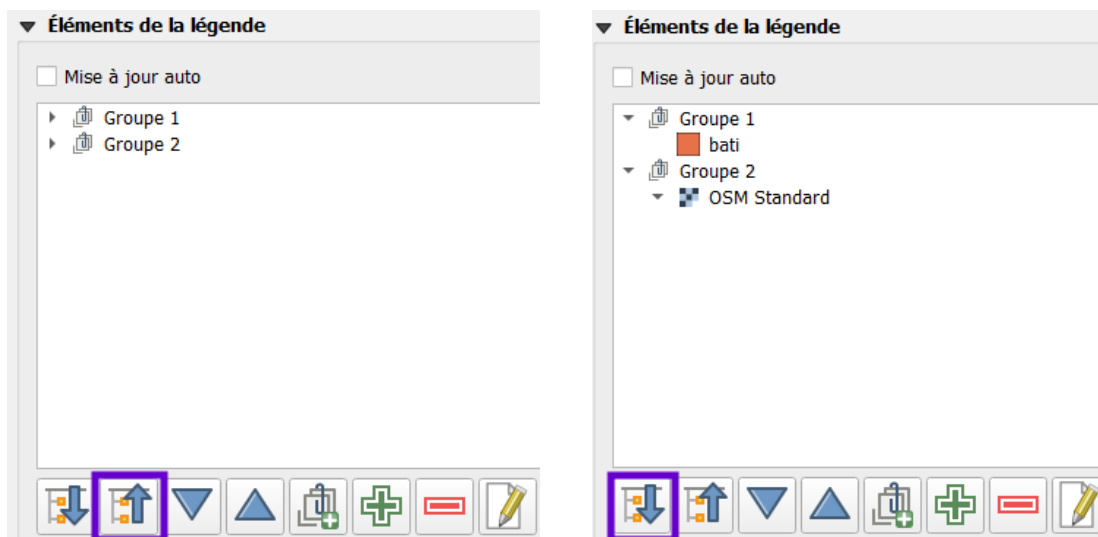 Éléments de la légende
Mise à jour auto
Groupe 1
Groupe 2
Éléments de la légende
Mise à jour auto
Groupe 1
bati
Groupe 2
OSM Standard